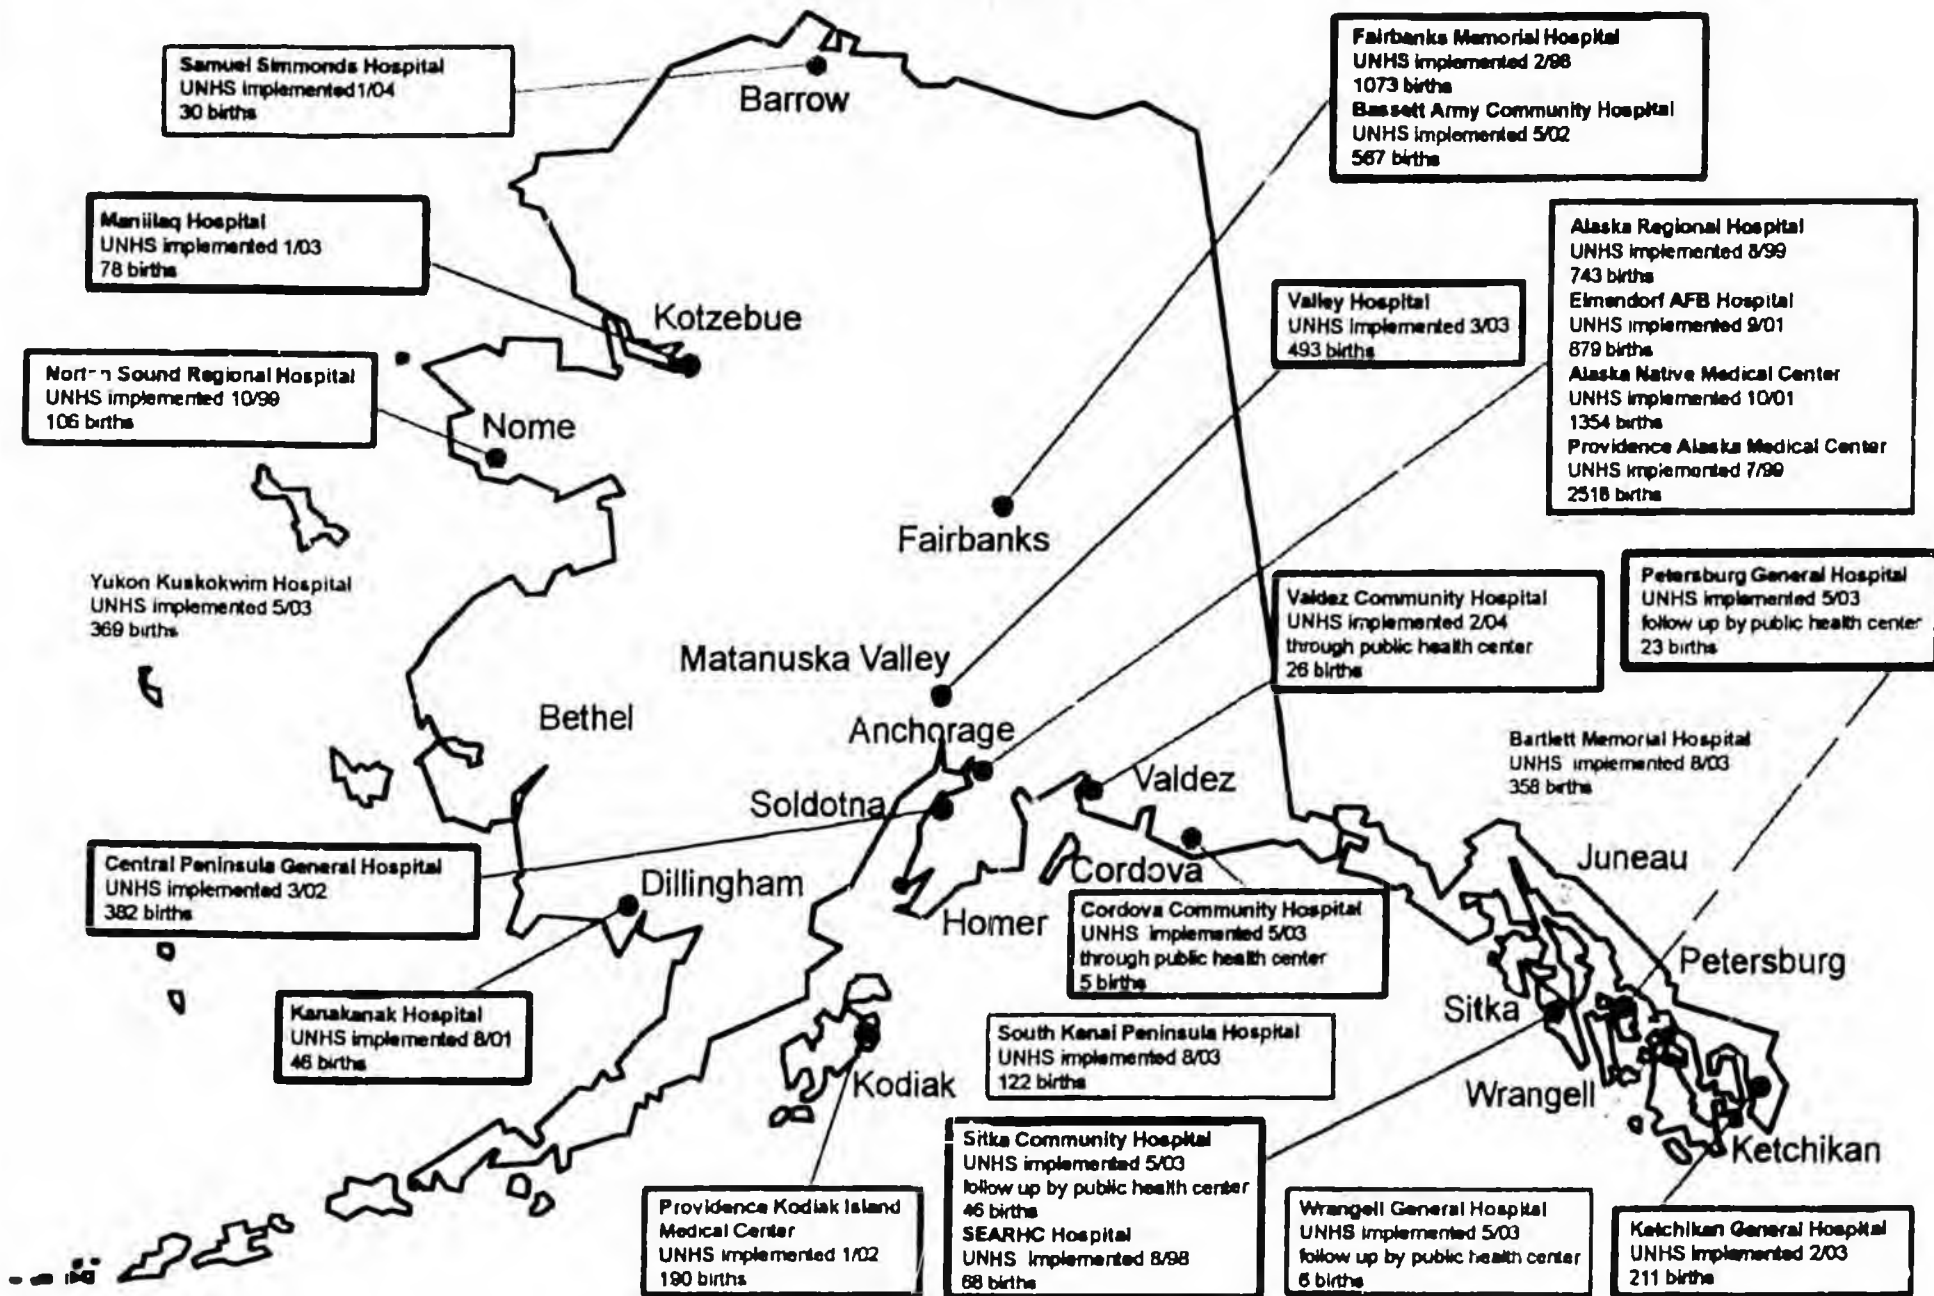 Samuel Simmonds Hospital
UNHS implemented 1/04
30 births
Barrow
Fairbanks Memorial Hospital
UNHS implemented 2/98
1073 births
Bassett Army Community Hospital
UNHS implemented 5/02
567 births
Maniilaq Hospital
UNHS implemented 1/03
78 births
Kotzebue
Alaska Regional Hospital
UNHS implemented 8/99
743 births
Elmendorf AFB Hospital
UNHS implemented 9/01
879 births
Alaska Native Medical Center
UNHS implemented 10/01
1354 births
Providence Alaska Medical Center
UNHS implemented 7/99
2518 births
Valley Hospital
UNHS implemented 3/03
493 births
Sound Regional Hospital
UNHS implemented 10/99
106 births
Nome
Fairbanks
Yukon Kuskokwim Hospital
UNHS implemented 5/03
369 births
Valdez Community Hospital
UNHS implemented 2/04
through public health center
26 births
Petersburg General Hospital
UNHS implemented 5/03
follow up by public health center
23 births
Matanuska Valley
Bethel
Anchorage
Bartlett Memorial Hospital
UNHS implemented 8/03
358 births
Valdez
Soldotna
Central Peninsula General Hospital
UNHS implemented 3/02
382 births
Dillingham
Homer
Cordova
Juneau
Cordova Community Hospital
UNHS implemented 5/03
through public health center
5 births
Petersburg
Kanakanak Hospital
UNHS implemented 8/01
46 births
Kodiak
South Kenai Peninsula Hospital
UNHS implemented 8/03
122 births
Sitka
Wrangell
Ketchikan
Providence Kodiak Island
Medical Center
UNHS implemented 1/02
190 births
Sitka Community Hospital
UNHS implemented 5/03
follow up by public health center
46 births
SEARHC Hospital
UNHS implemented 8/98
68 births
Wrangell General Hospital
UNHS implemented 5/03
follow up by public health center
6 births
Ketchikan General Hospital
UNHS implemented 2/03
211 births